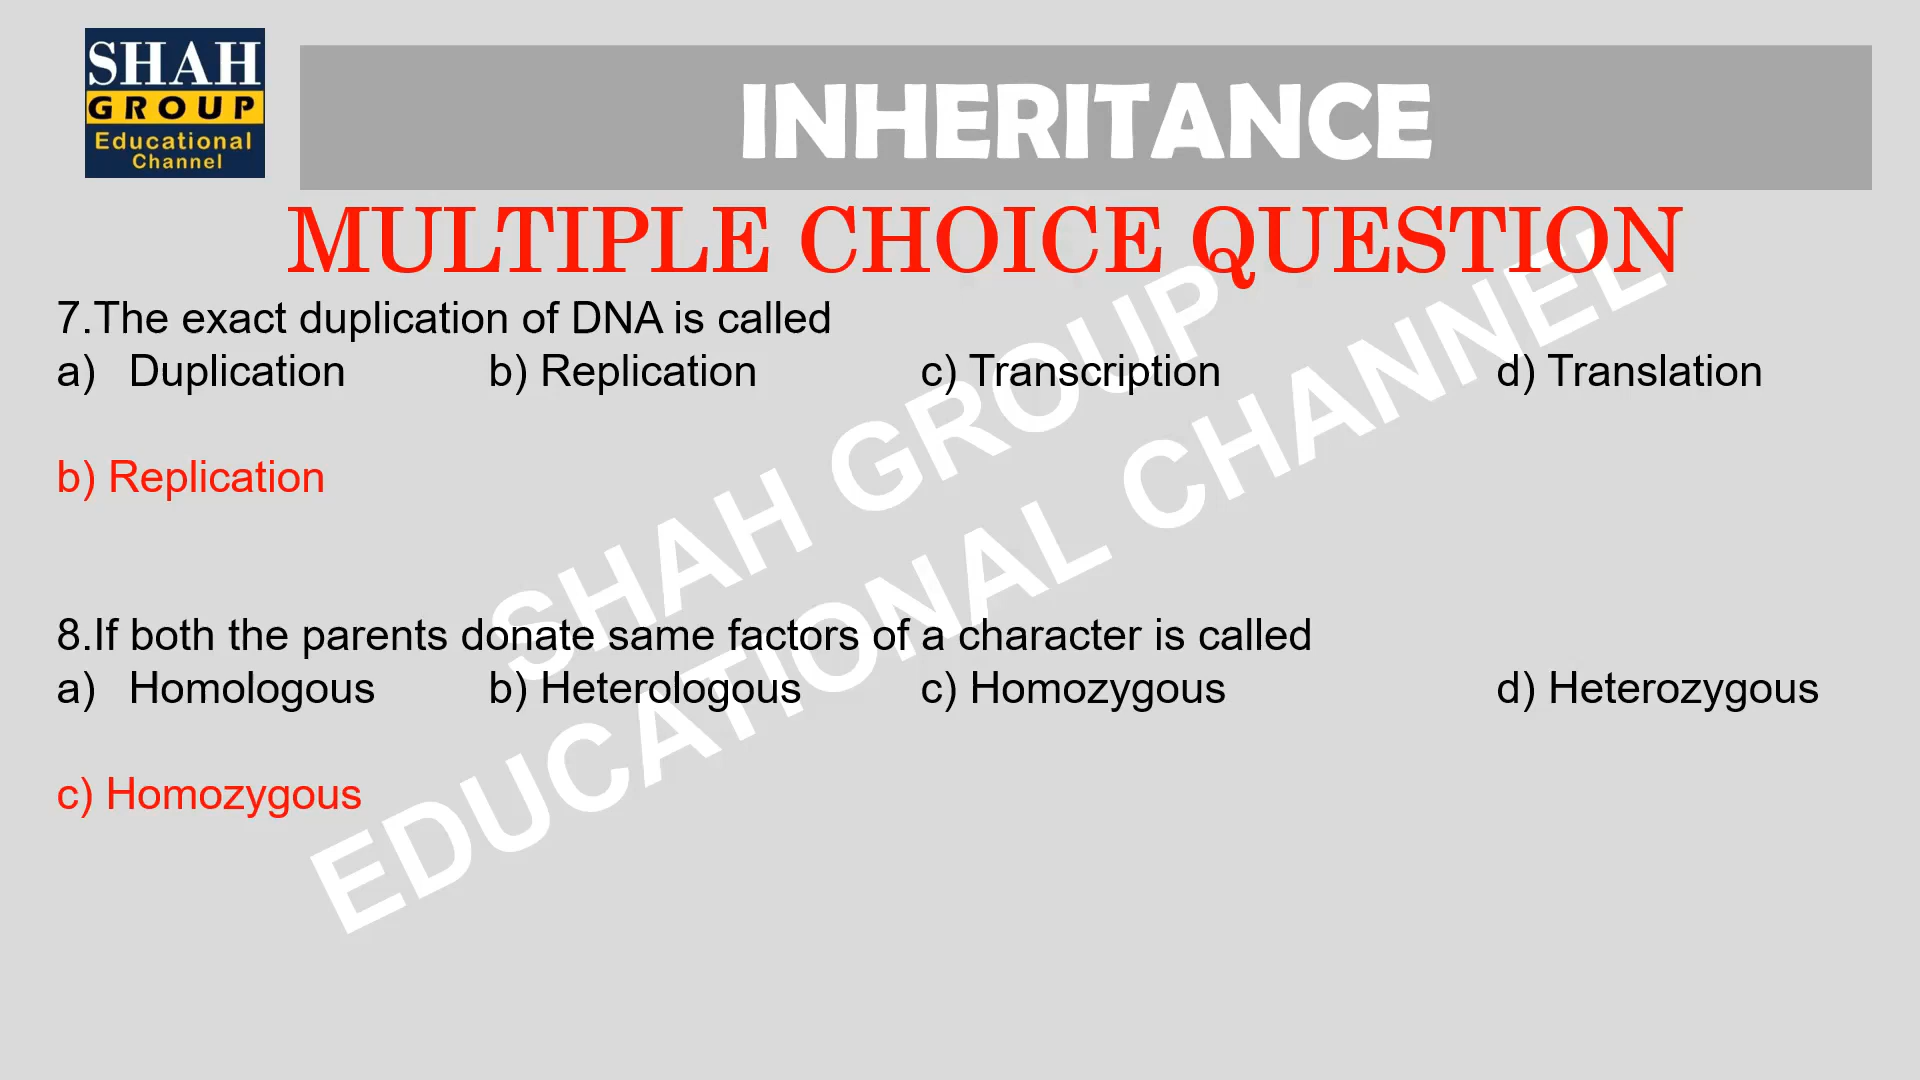 SHAH
GROUP
Educational
Channel
INHERITANCE
MULTIPLE CHOICE QUESTION
7.The exact duplication of DNA is called
a) Duplication b) Replication c) Transcription d) Translation
b) Replication
8.If both the parents donate same factors of a character is called
a) Homologous b) Heterologous c) Homozygous d) Heterozygous
c) Homozygous
SHAH GROUP
EDUCATIONAL CHANNEL